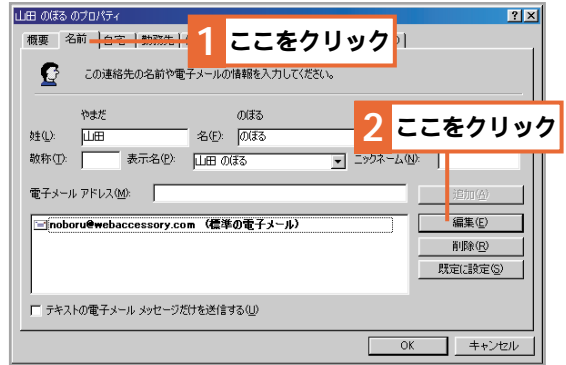 山田 のぼる のプロパティ
概要 名前 自宅 勤務先
1 ここをクリック
この連絡先の名前や電子メールの情報を入力してください。
やまだ のぼる
姓(L): 山田 名(F): のぼる
2 ここをクリック
敬称(T): 表示名(P): 山田 のぼる ニックネーム(N):
電子メール アドレス(M): 追加(A)
noboru@webaccessory.com (標準の電子メール) 編集(E)
削除(R)
既定に設定(S)
テキストの電子メール メッセージだけを送信する(U)
OK キャンセル